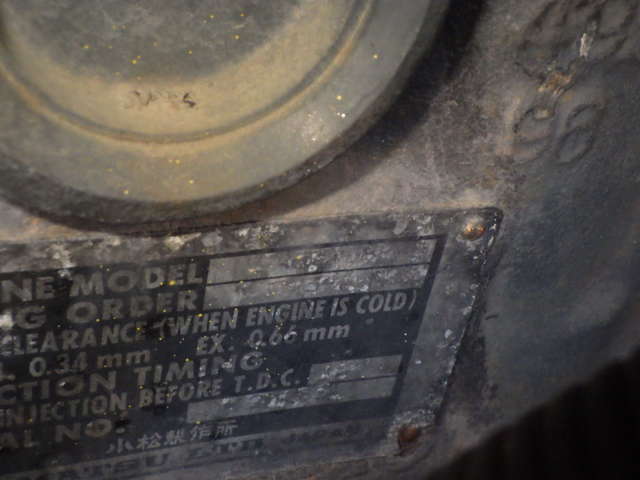 96
NE MODEL
G ORDER
CLEARANCE (WHEN ENGINE IS COLD)
0.34 mm EX. 0.66 mm
CTION TIMING
INJECTION BEFORE T.D.C.
AL NO.
小松製作所